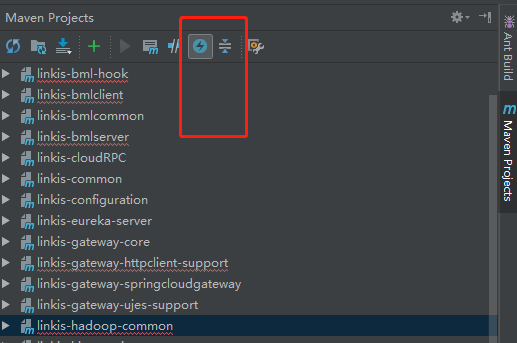 Maven Projects
linkis-bml-hook
linkis-bmlclient
linkis-bmlcommon
linkis-bmlserver
linkis-cloudRPC
linkis-common
linkis-configuration
linkis-eureka-server
linkis-gateway-core
linkis-gateway-httpclient-support
linkis-gateway-springcloudgateway
linkis-gateway-ujes-support
linkis-hadoop-common
Ant Build
Maven Projects